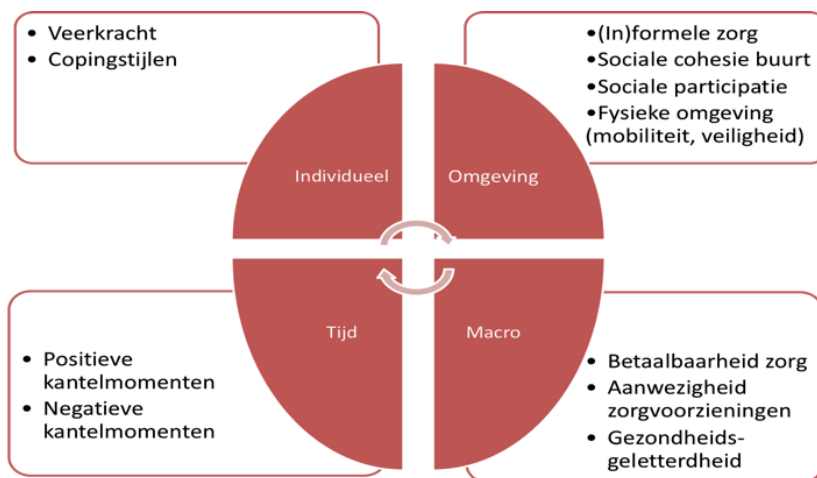 • Veerkracht
• Copingstijlen
•(In)formele zorg
•Sociale cohesie buurt
•Sociale participatie
•Fysieke omgeving
(mobiliteit, veiligheid)
Individueel
Omgeving
Tijd
Macro
• Positieve
kantelmomenten
• Negatieve
kantelmomenten
• Betaalbaarheid zorg
• Aanwezigheid
zorgvoorzieningen
• Gezondheids-
geletterdheid